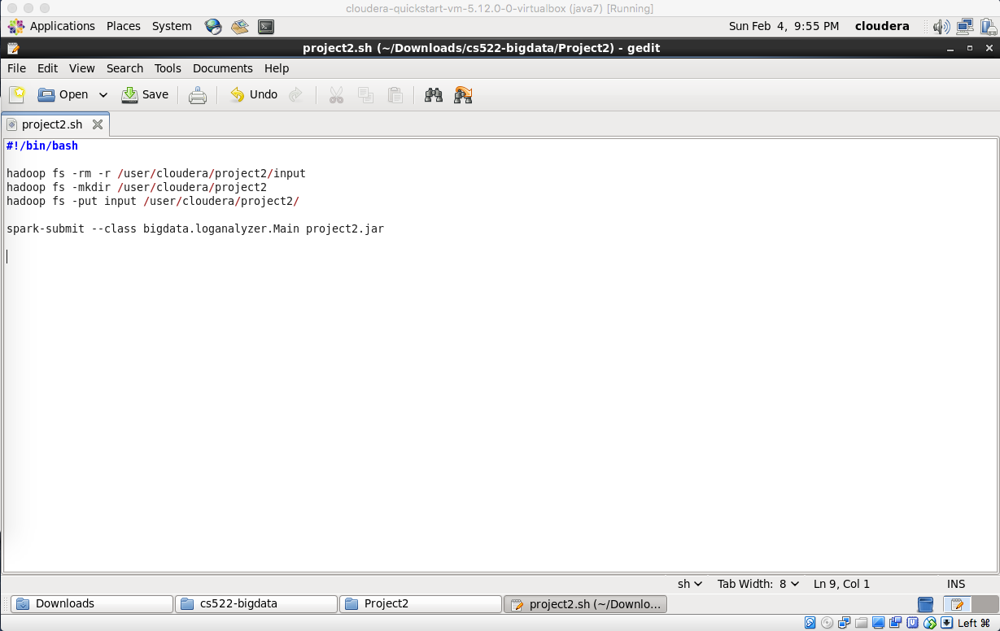 cloudera-quickstart-vm-5.12.0-0-virtualbox (java7) [Running]
Applications Places System Sun Feb 4, 9:55 PM cloudera
project2.sh (~/Downloads/cs522-bigdata/Project2) - gedit
File Edit View Search Tools Documents Help
Open Save Undo
project2.sh
#!/bin/bash
hadoop fs -rm -r /user/cloudera/project2/input
hadoop fs -mkdir /user/cloudera/project2
hadoop fs -put input /user/cloudera/project2/
spark-submit --class bigdata.loganalyzer.Main project2.jar
sh Tab Width: 8 Ln 9, Col 1 INS
Downloads cs522-bigdata Project2 project2.sh (~/Downlo...
Left ⌘